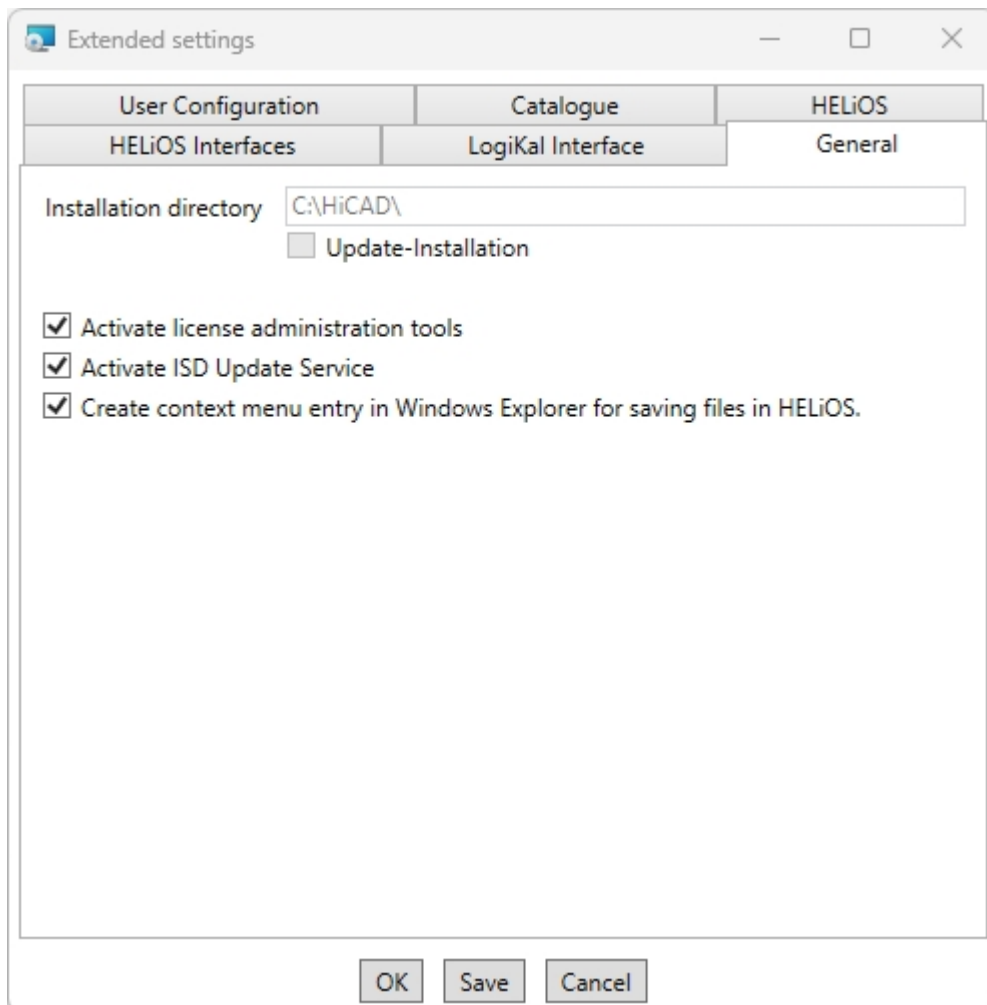 Extended settings
User Configuration Catalogue HELiOS
HELiOS Interfaces LogiKal Interface General
Installation directory C:\HiCAD\
Update-Installation
Activate license administration tools
Activate ISD Update Service
Create context menu entry in Windows Explorer for saving files in HELiOS.
OK Save Cancel